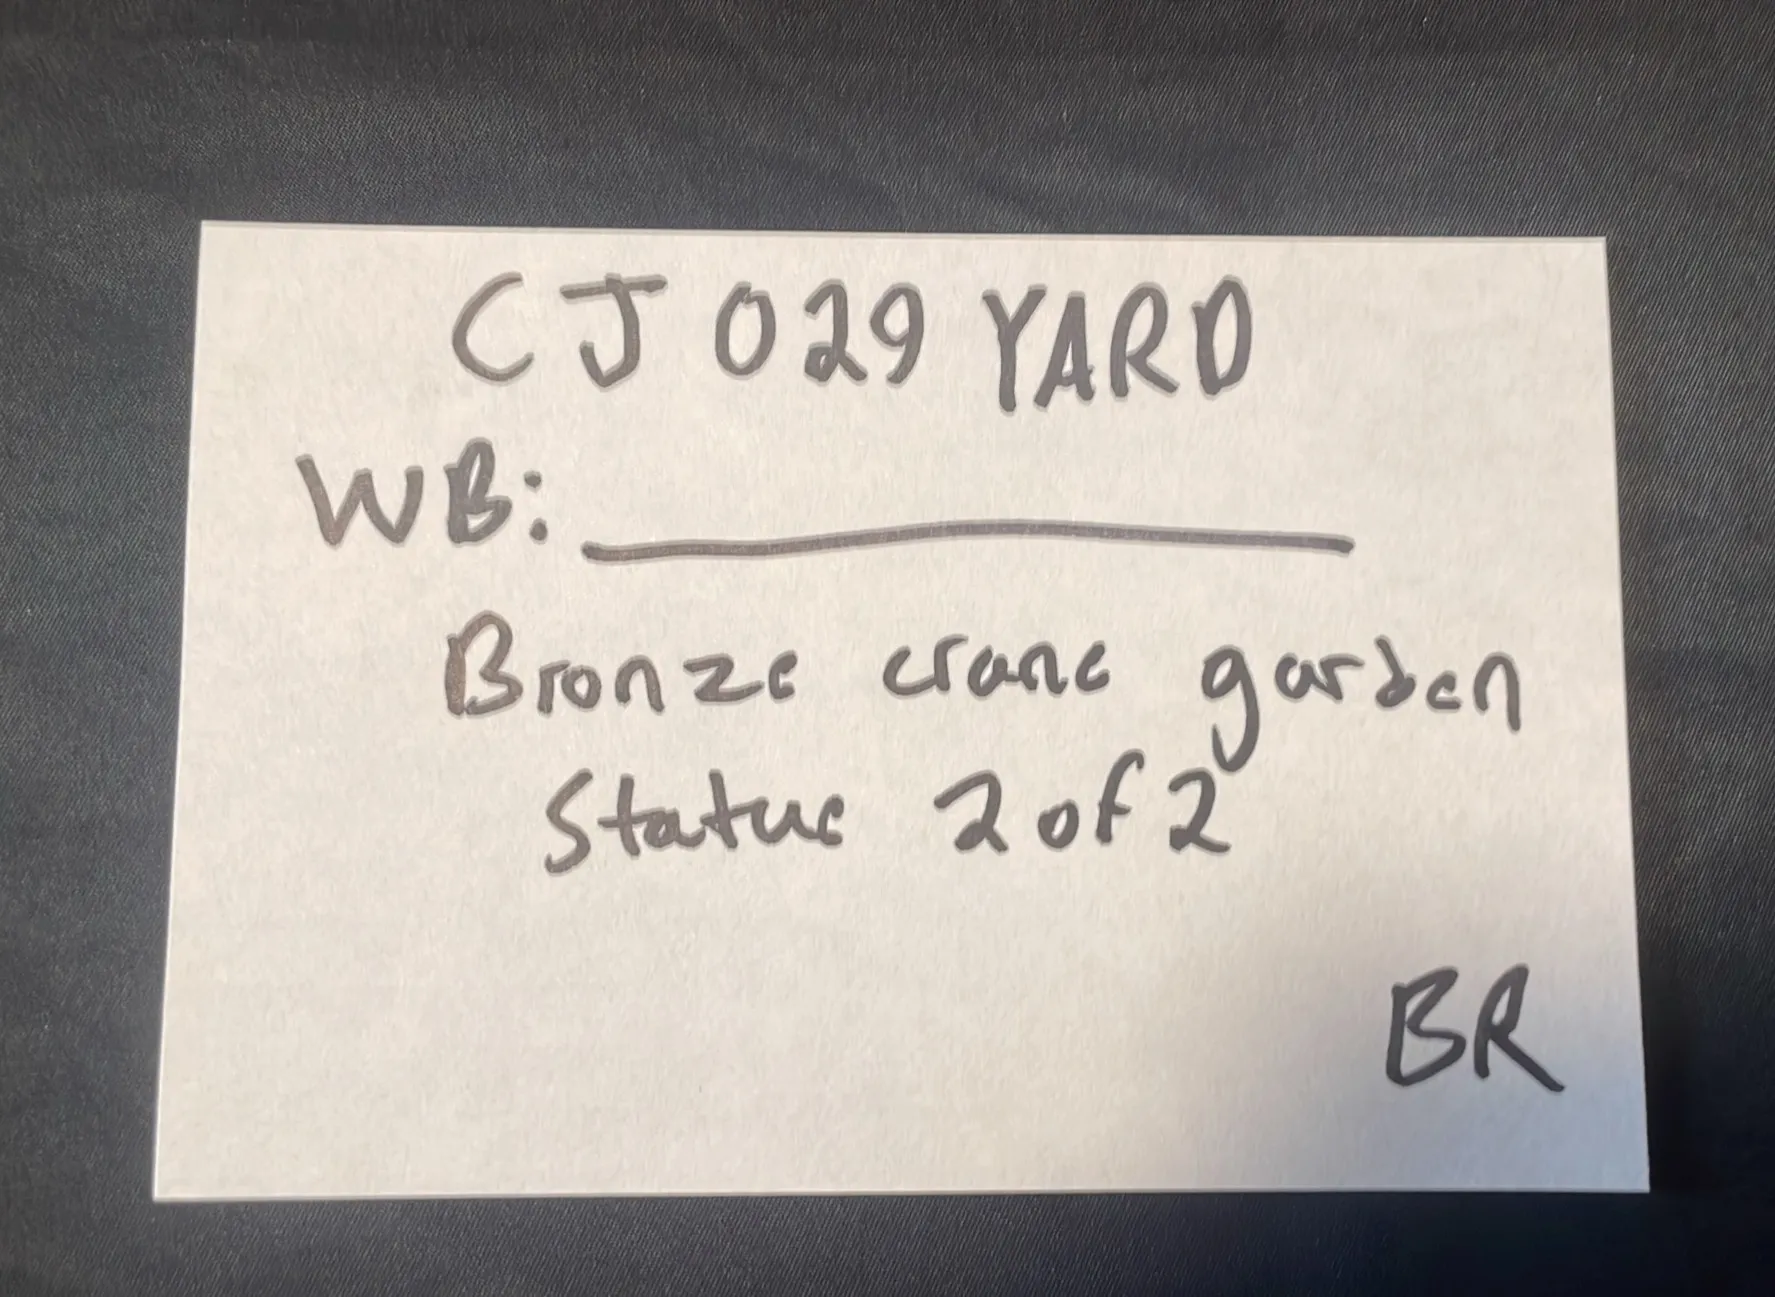 CJ 029 YARD
WB: ____________
Bronze crane garden
Statue 2 of 2
BR